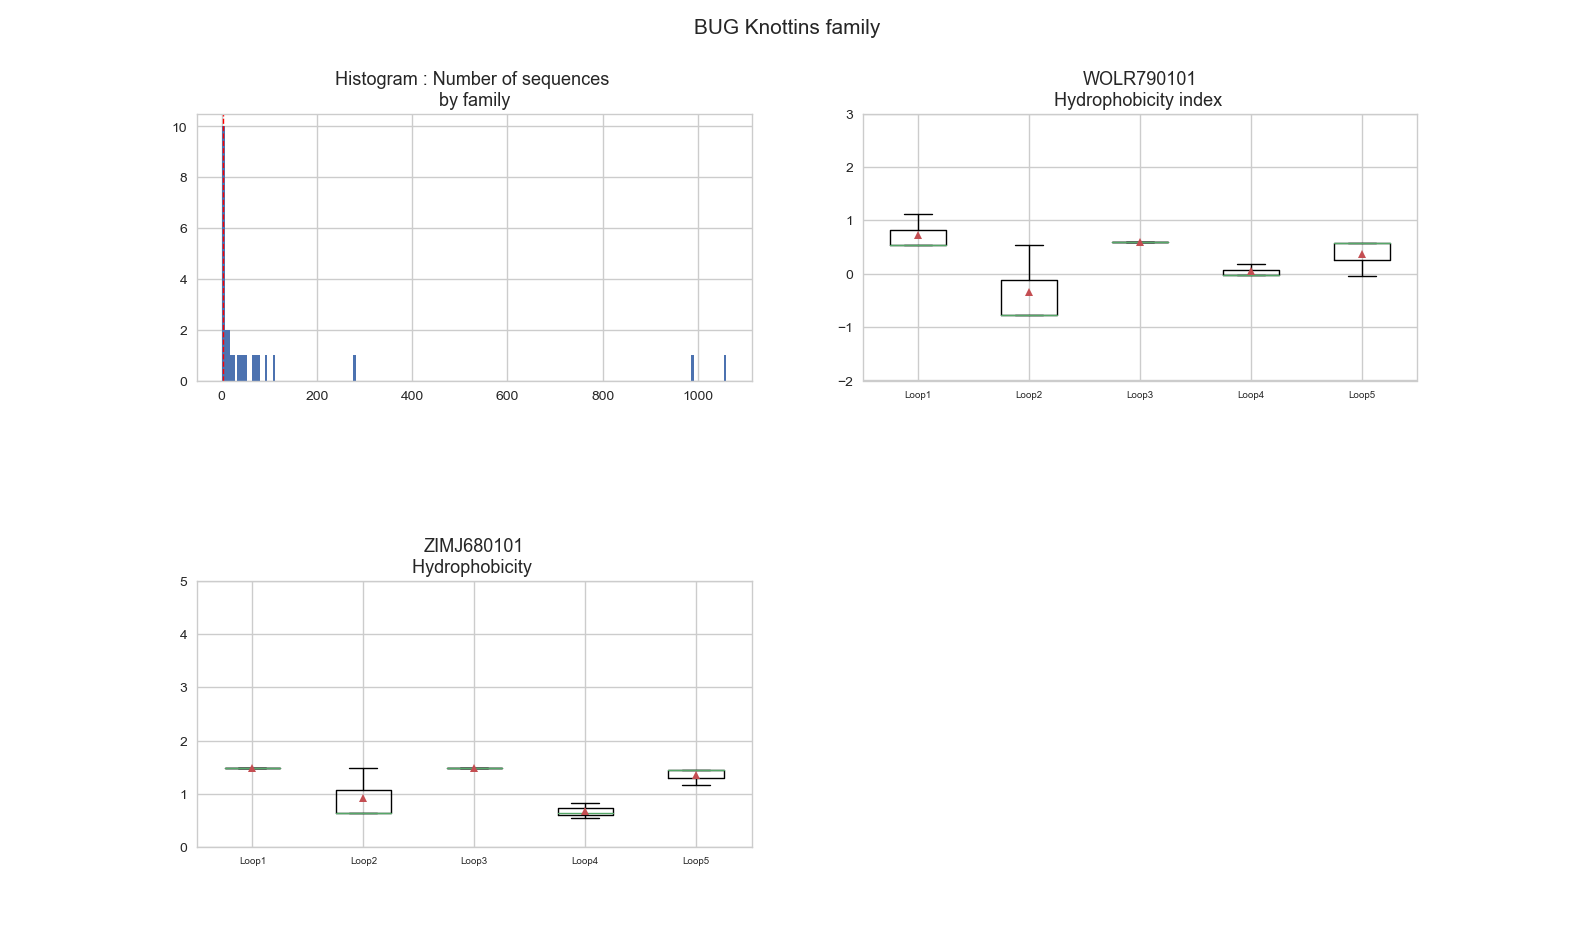 BUG Knottins family
Histogram : Number of sequences
by family
10
8
6
4
2
0
0 200 400 600 800 1000
WOLR790101
Hydrophobicity index
3
2
1
0
−1
−2
Loop1 Loop2 Loop3 Loop4 Loop5
ZIMJ680101
Hydrophobicity
5
4
3
2
1
0
Loop1 Loop2 Loop3 Loop4 Loop5